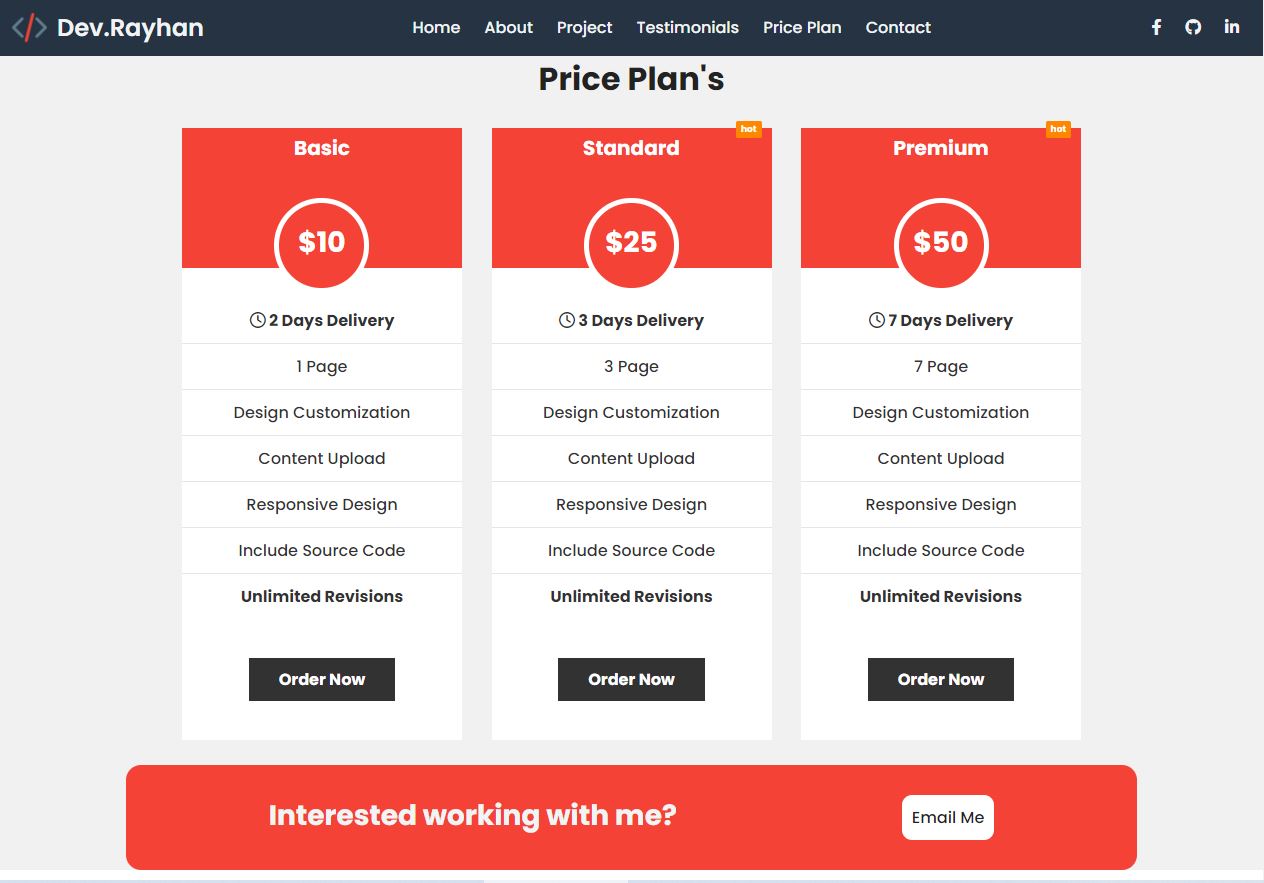 </> Dev.Rayhan
Home About Project Testimonials Price Plan Contact
Price Plan's
Basic
$10
2 Days Delivery
1 Page
Design Customization
Content Upload
Responsive Design
Include Source Code
Unlimited Revisions
Order Now
hot
Standard
$25
3 Days Delivery
3 Page
Design Customization
Content Upload
Responsive Design
Include Source Code
Unlimited Revisions
Order Now
hot
Premium
$50
7 Days Delivery
7 Page
Design Customization
Content Upload
Responsive Design
Include Source Code
Unlimited Revisions
Order Now
Interested working with me?
Email Me